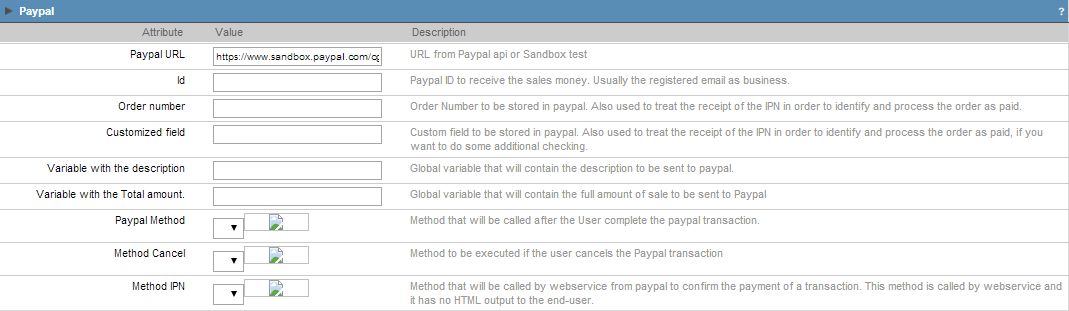 Paypal ?
Attribute Value Description
Paypal URL https://www.sandbox.paypal.com/cg URL from Paypal api or Sandbox test
Id Paypal ID to receive the sales money. Usually the registered email as business.
Order number Order Number to be stored in paypal. Also used to treat the receipt of the IPN in order to identify and process the order as paid.
Customized field Custom field to be stored in paypal. Also used to treat the receipt of the IPN in order to identify and process the order as paid, if you
want to do some additional checking.
Variable with the description Global variable that will contain the description to be sent to paypal.
Variable with the Total amount. Global variable that will contain the full amount of sale to be sent to Paypal
Paypal Method Method that will be called after the User complete the paypal transaction.
Method Cancel Method to be executed if the user cancels the Paypal transaction
Method IPN Method that will be called by webservice from paypal to confirm the payment of a transaction. This method is called by webservice and
it has no HTML output to the end-user.